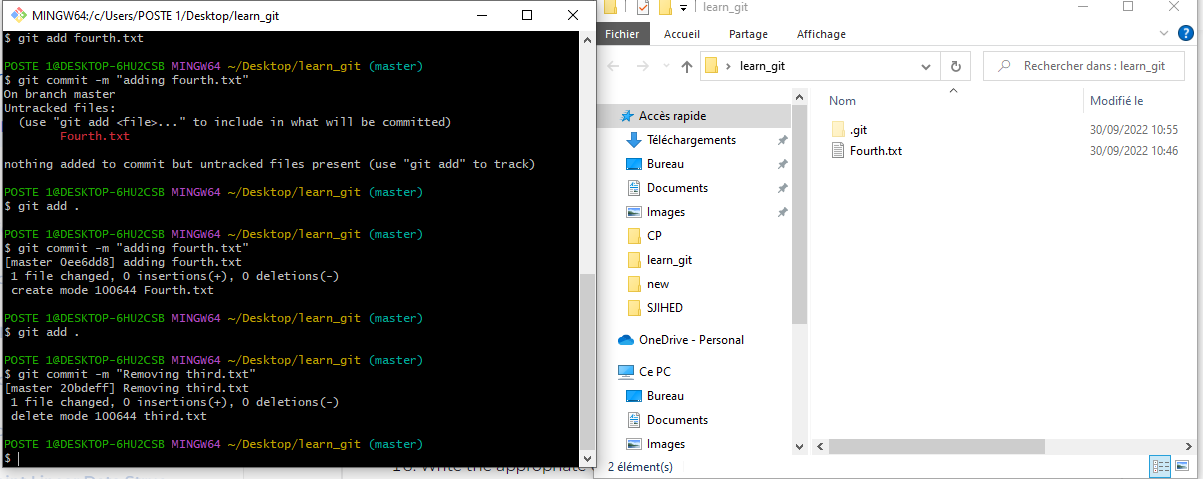 MINGW64:/c/Users/POSTE 1/Desktop/learn_git
$ git add fourth.txt
POSTE 1@DESKTOP-6HU2CSB MINGW64 ~/Desktop/learn_git (master)
$ git commit -m "adding fourth.txt"
On branch master
Untracked files:
(use "git add <file>..." to include in what will be committed)
Fourth.txt
nothing added to commit but untracked files present (use "git add" to track)
POSTE 1@DESKTOP-6HU2CSB MINGW64 ~/Desktop/learn_git (master)
$ git add .
POSTE 1@DESKTOP-6HU2CSB MINGW64 ~/Desktop/learn_git (master)
$ git commit -m "adding fourth.txt"
[master 0ee6dd8] adding fourth.txt
1 file changed, 0 insertions(+), 0 deletions(-)
create mode 100644 Fourth.txt
POSTE 1@DESKTOP-6HU2CSB MINGW64 ~/Desktop/learn_git (master)
$ git add .
POSTE 1@DESKTOP-6HU2CSB MINGW64 ~/Desktop/learn_git (master)
$ git commit -m "Removing third.txt"
[master 20bdeff] Removing third.txt
1 file changed, 0 insertions(+), 0 deletions(-)
delete mode 100644 third.txt
POSTE 1@DESKTOP-6HU2CSB MINGW64 ~/Desktop/learn_git (master)
$
learn_git
Fichier Accueil Partage Affichage
learn_git
Rechercher dans : learn_git
Accès rapide
Téléchargements
Bureau
Documents
Images
CP
learn_git
new
SJIHED
OneDrive - Personal
Ce PC
Bureau
Documents
Images
Nom Modifié le
.git 30/09/2022 10:55
Fourth.txt 30/09/2022 10:46
2 élément(s)
Write the appropriate